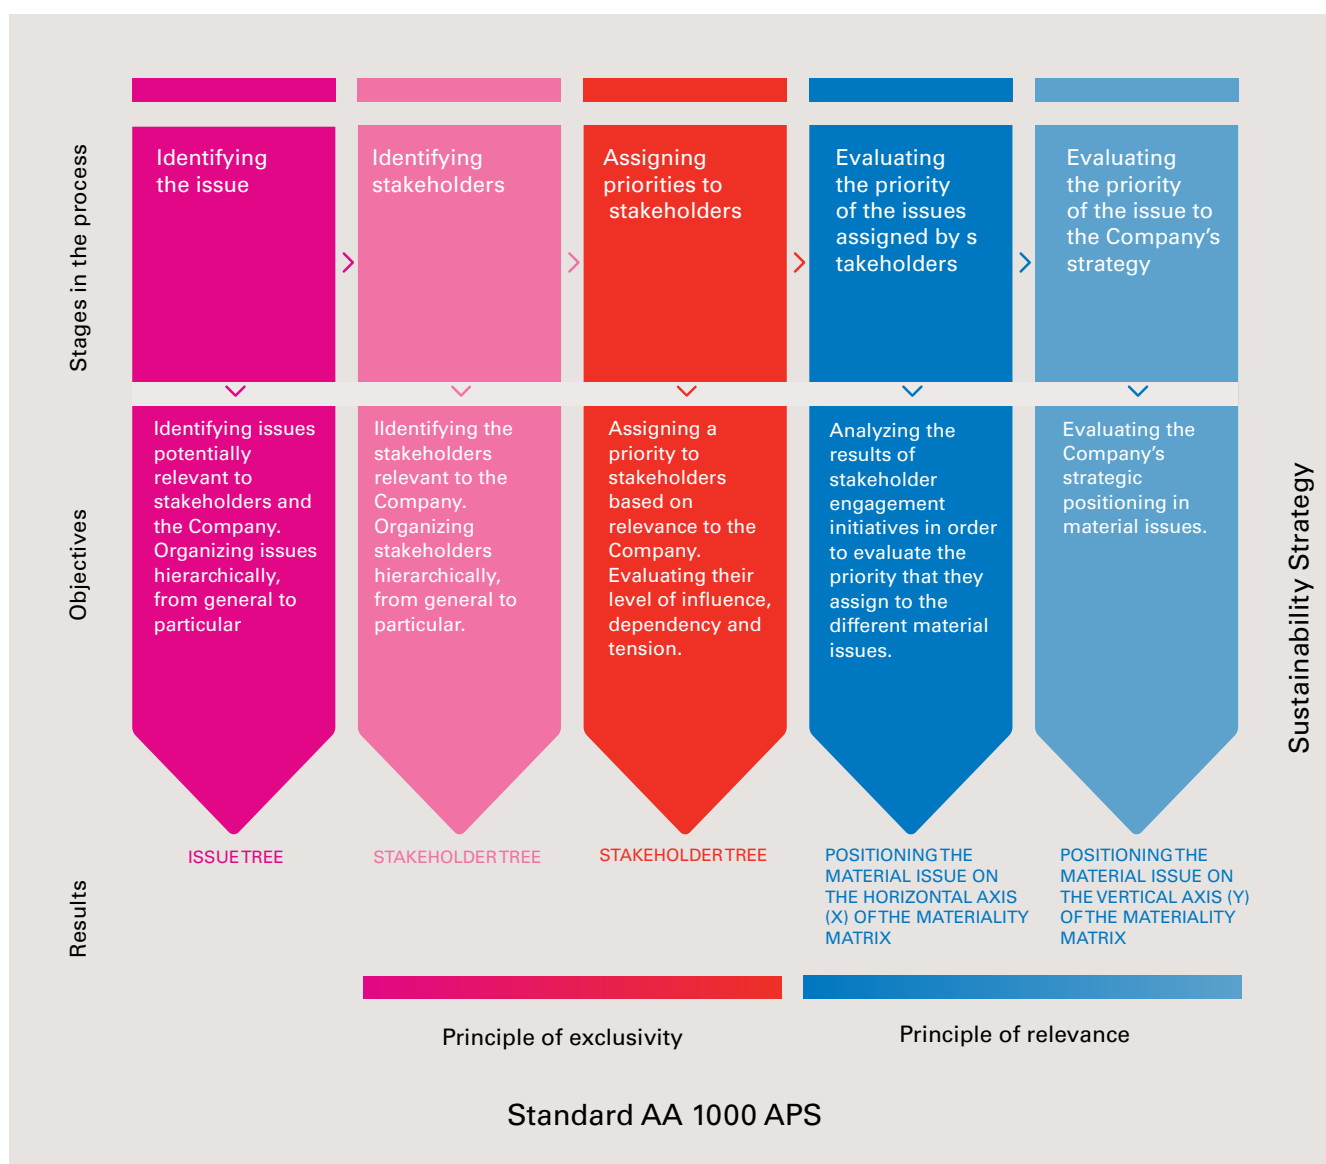 Stages in the process
Identifying
the issue
Identifying
stakeholders
Assigning
priorities to
stakeholders
Evaluating
the priority
of the issues
assigned by s
takeholders
Evaluating
the priority
of the issue to
the Company's
strategy
Objectives
Identifying issues
potentially
relevant to
stakeholders and
the Company.
Organizing issues
hierarchically,
from general to
particular
IIdentifying the
stakeholders
relevant to the
Company.
Organizing
stakeholders
hierarchically,
from general to
particular.
Assigning a
priority to
stakeholders
based on
relevance to the
Company.
Evaluating their
level of influence,
dependency and
tension.
Analyzing the
results of
stakeholder
engagement
initiatives in order
to evaluate the
priority that they
assign to the
different material
issues.
Evaluating the
Company's
strategic
positioning in
material issues.
Sustainability Strategy
Results
ISSUE TREE
STAKEHOLDER TREE
STAKEHOLDER TREE
POSITIONING THE
MATERIAL ISSUE ON
THE HORIZONTAL AXIS
(X) OF THE MATERIALITY
MATRIX
POSITIONING THE
MATERIAL ISSUE ON
THE VERTICAL AXIS (Y)
OF THE MATERIALITY
MATRIX
Principle of exclusivity
Principle of relevance
Standard AA 1000 APS